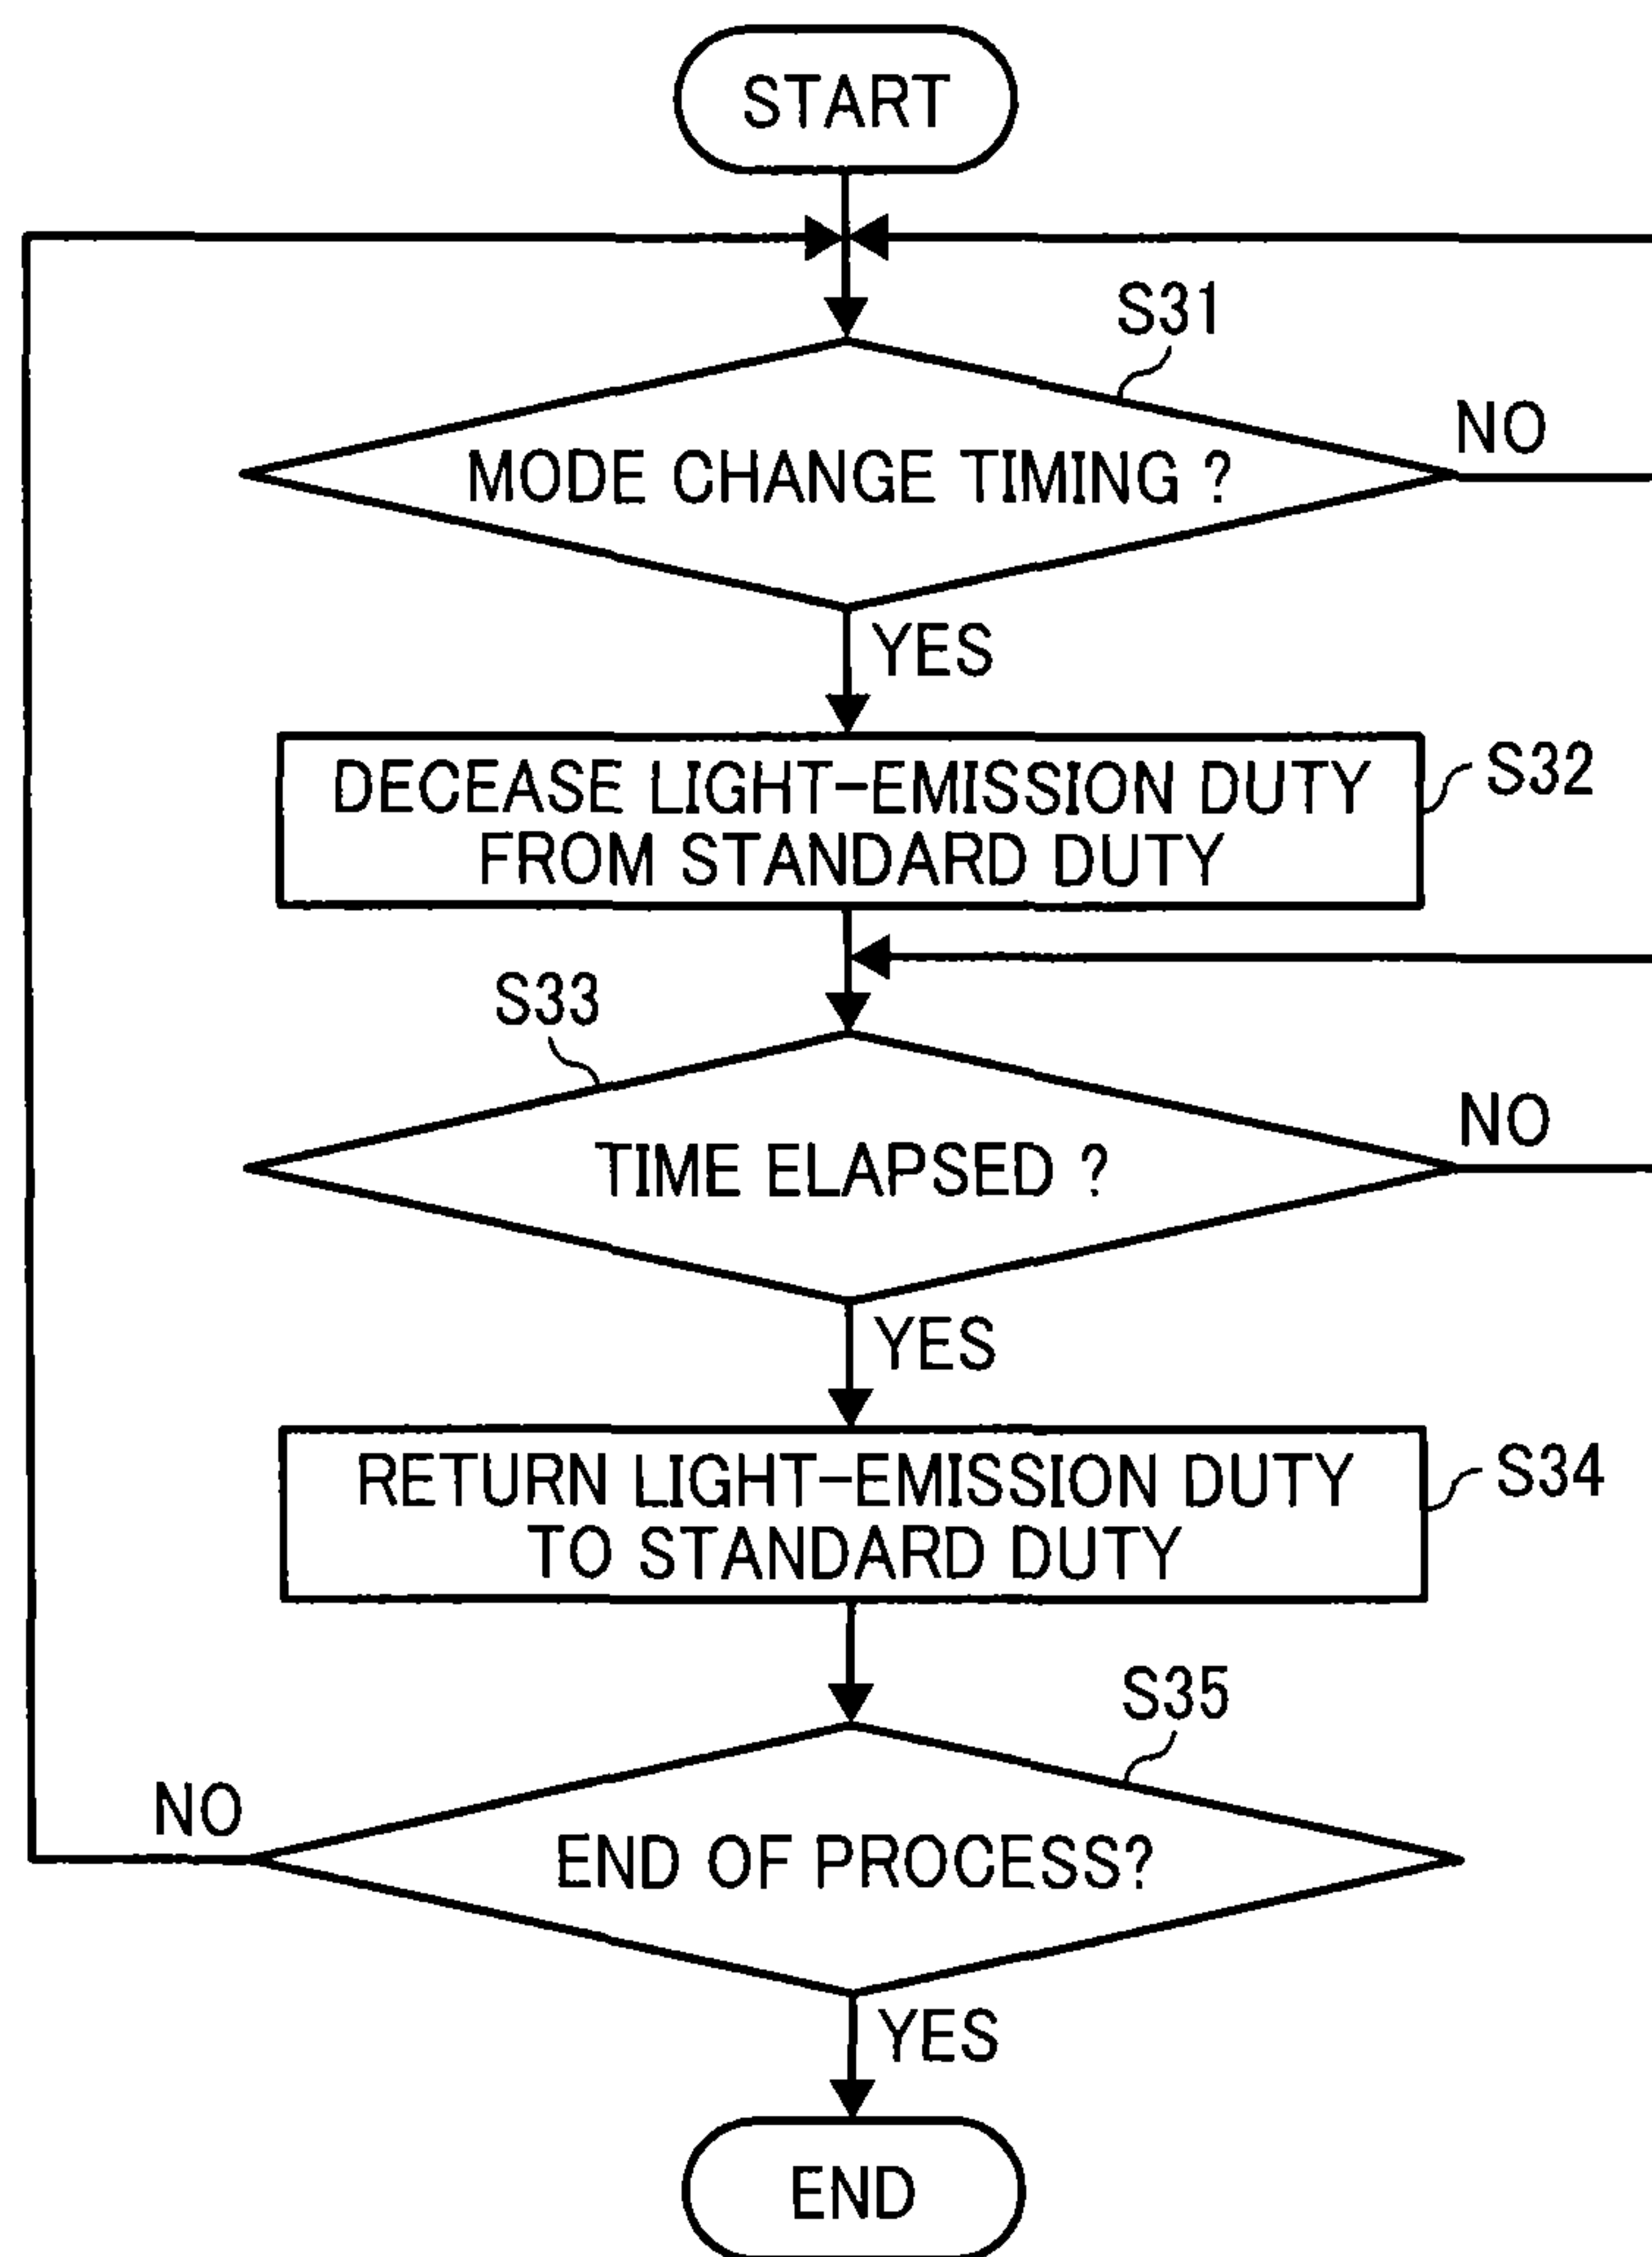 START
S31
MODE CHANGE TIMING ?
NO
YES
DECEASE LIGHT-EMISSION DUTY
FROM STANDARD DUTY
S32
S33
TIME ELAPSED ?
NO
YES
RETURN LIGHT-EMISSION DUTY
TO STANDARD DUTY
S34
S35
NO
END OF PROCESS?
YES
END